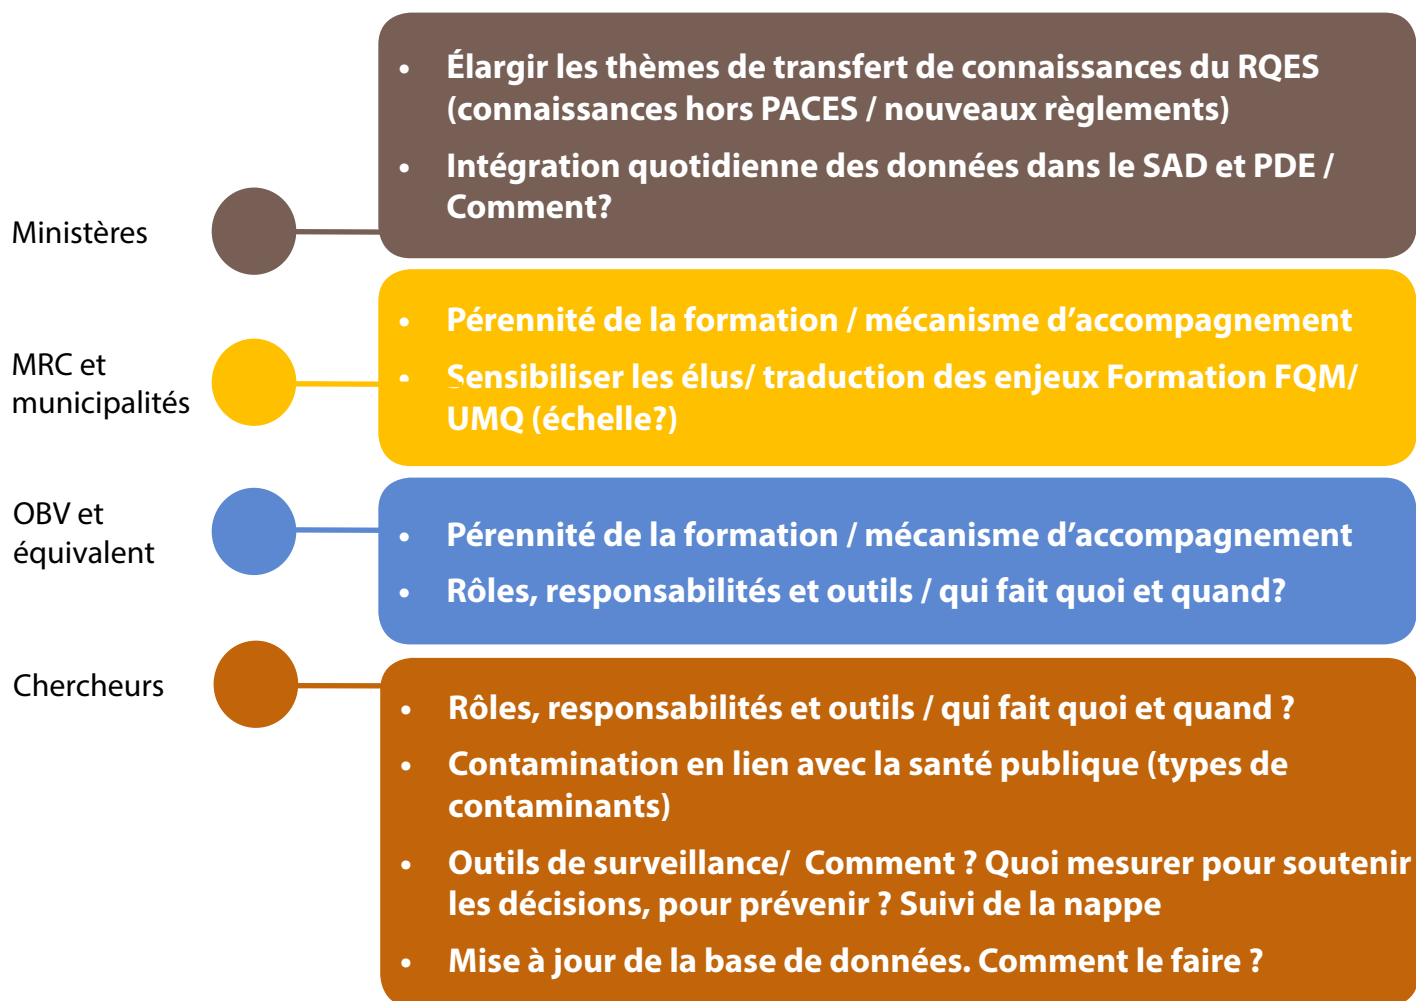 • Élargir les thèmes de transfert de connaissances du RQES
(connaissances hors PACES / nouveaux règlements)
• Intégration quotidienne des données dans le SAD et PDE /
Comment?
Ministères
• Pérennité de la formation / mécanisme d’accompagnement
• Sensibiliser les élus/ traduction des enjeux Formation FQM/
UMQ (échelle?)
MRC et
municipalités
• Pérennité de la formation / mécanisme d’accompagnement
• Rôles, responsabilités et outils / qui fait quoi et quand?
OBV et
équivalent
Chercheurs
• Rôles, responsabilités et outils / qui fait quoi et quand ?
• Contamination en lien avec la santé publique (types de
contaminants)
• Outils de surveillance/ Comment ? Quoi mesurer pour soutenir
les décisions, pour prévenir ? Suivi de la nappe
• Mise à jour de la base de données. Comment le faire ?